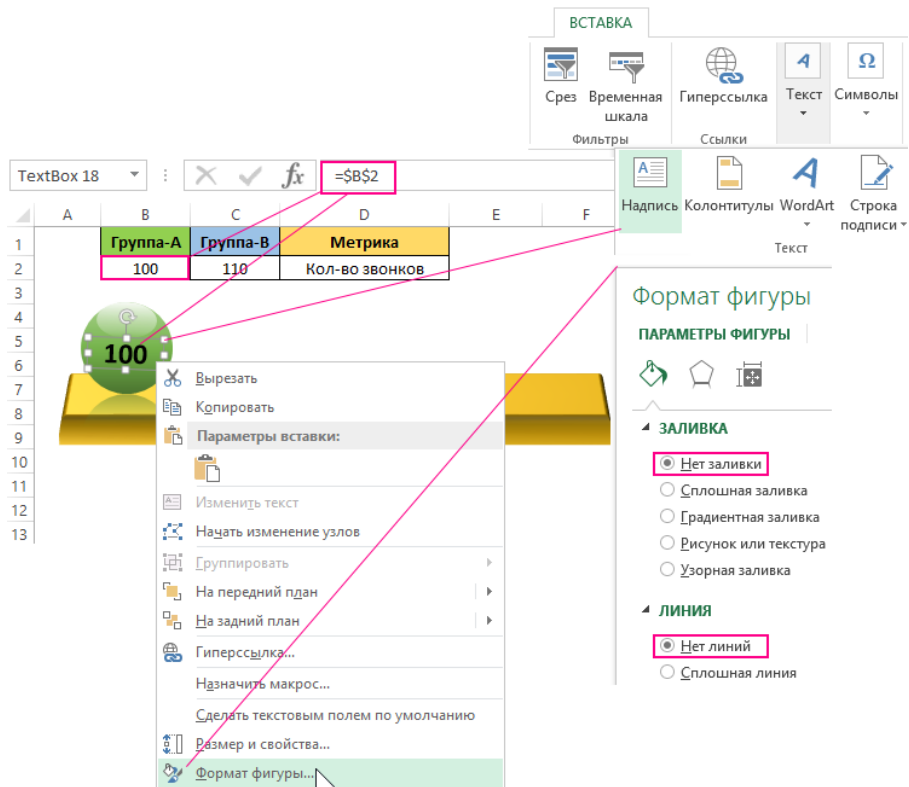 ВСТАВКА
Срез Временная шкала Гиперссылка Текст Символы
Фильтры Ссылки
TextBox 18 fx =$B$2
Надпись Колонтитулы WordArt Строка подписи
Текст
A B C D E F
1 Группа-A Группа-B Метрика
2 100 110 Кол-во звонков
3
4
5
6
7
8
9
10
11
12
13
100
Вырезать
Копировать
Параметры вставки:
Изменить текст
Начать изменение узлов
Группировать
На передний план
На задний план
Гиперссылка...
Назначить макрос...
Сделать текстовым полем по умолчанию
Размер и свойства...
Формат фигуры...
Формат фигуры
ПАРАМЕТРЫ ФИГУРЫ
ЗАЛИВКА
Нет заливки
Сплошная заливка
Градиентная заливка
Рисунок или текстура
Узорная заливка
ЛИНИЯ
Нет линий
Сплошная линия